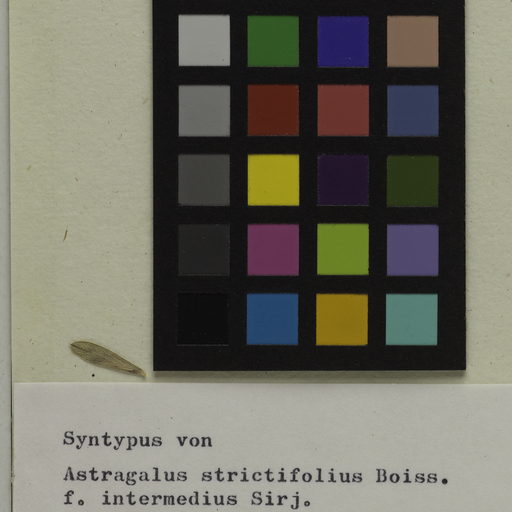 Syntypus von
Astragalus strictifolius Boiss.
f. intermedius Sirj.